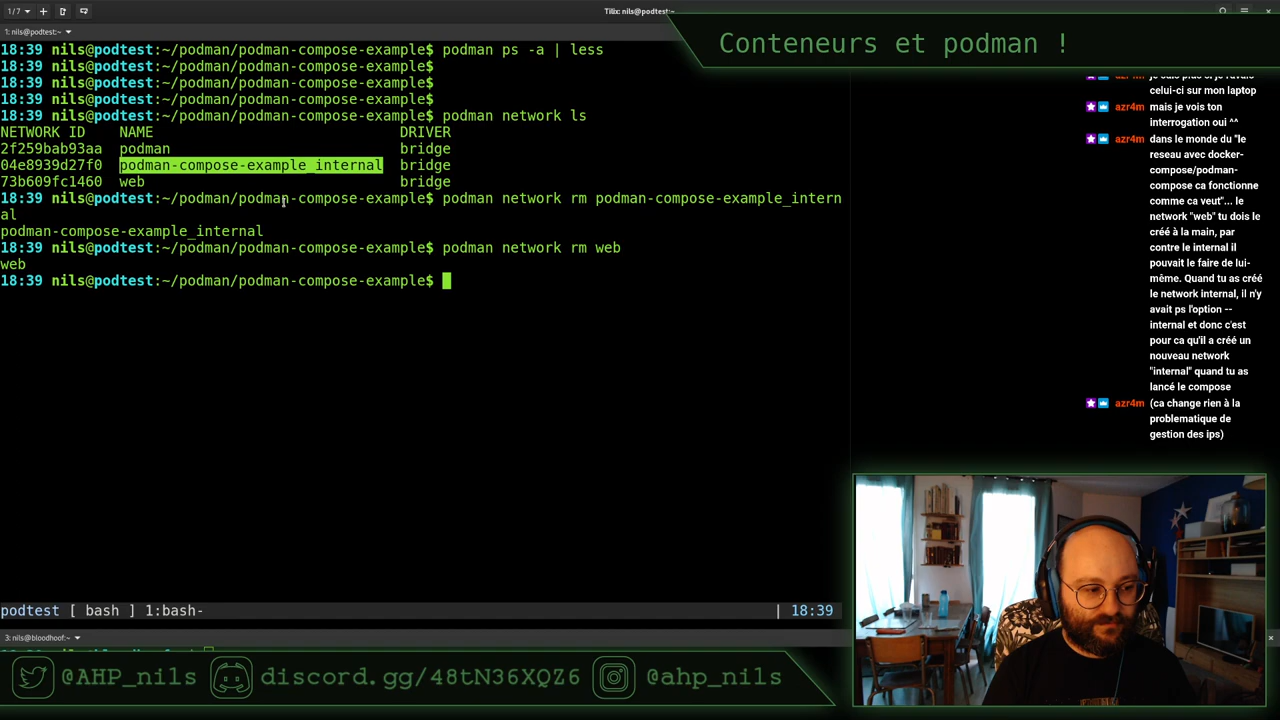 1/7
Tilix: nils@podtest:~
1: nils@podtest:~
Conteneurs et podman !
18:39 nils@podtest:~/podman/podman-compose-example$ podman ps -a | less
18:39 nils@podtest:~/podman/podman-compose-example$
18:39 nils@podtest:~/podman/podman-compose-example$
18:39 nils@podtest:~/podman/podman-compose-example$
18:39 nils@podtest:~/podman/podman-compose-example$ podman network ls
NETWORK ID NAME DRIVER
2f259bab93aa podman bridge
04e8939d27f0 podman-compose-example_internal bridge
73b609fc1460 web bridge
18:39 nils@podtest:~/podman/podman-compose-example$ podman network rm podman-compose-example_intern
al
podman-compose-example_internal
18:39 nils@podtest:~/podman/podman-compose-example$ podman network rm web
web
18:39 nils@podtest:~/podman/podman-compose-example$
podtest [ bash ] 1:bash- | 18:39
3: nils@bloodhoof:~
celui-ci sur mon laptop
azr4m mais je vois ton
interrogation oui ^^
azr4m dans le monde du "le
reseau avec docker-
compose/podman-
compose ca fonctionne
comme ca veut"... le
network "web" tu dois le
créé à la main, par
contre le internal il
pouvait le faire de lui-
même. Quand tu as créé
le network internal, il n'y
avait ps l'option --
internal et donc c'est
pour ca qu'il a créé un
nouveau network
"internal" quand tu as
lancé le compose
azr4m (ca change rien à la
problematique de
gestion des ips)
@AHP_nils discord.gg/48tN36XQZ6 @ahp_nils